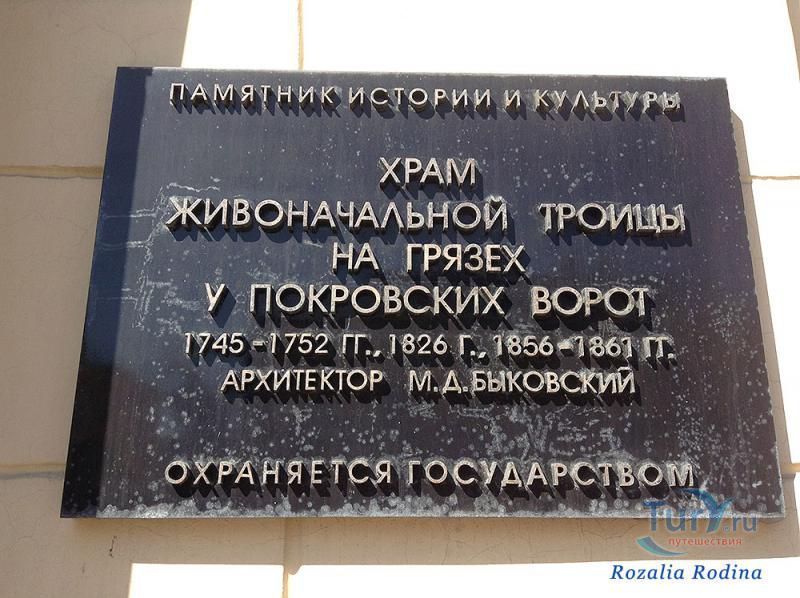 ПАМЯТНИК ИСТОРИИ И КУЛЬТУРЫ
ХРАМ
ЖИВОНАЧАЛЬНОЙ ТРОИЦЫ
НА ГРЯЗЕХ
У ПОКРОВСКИХ ВОРОТ
1745-1752 ГГ., 1826 Г., 1856-1861 ГГ.
АРХИТЕКТОР М.Д.БЫКОВСКИЙ
ОХРАНЯЕТСЯ ГОСУДАРСТВОМ
Tury.ru
путешествия
Rozalia Rodina